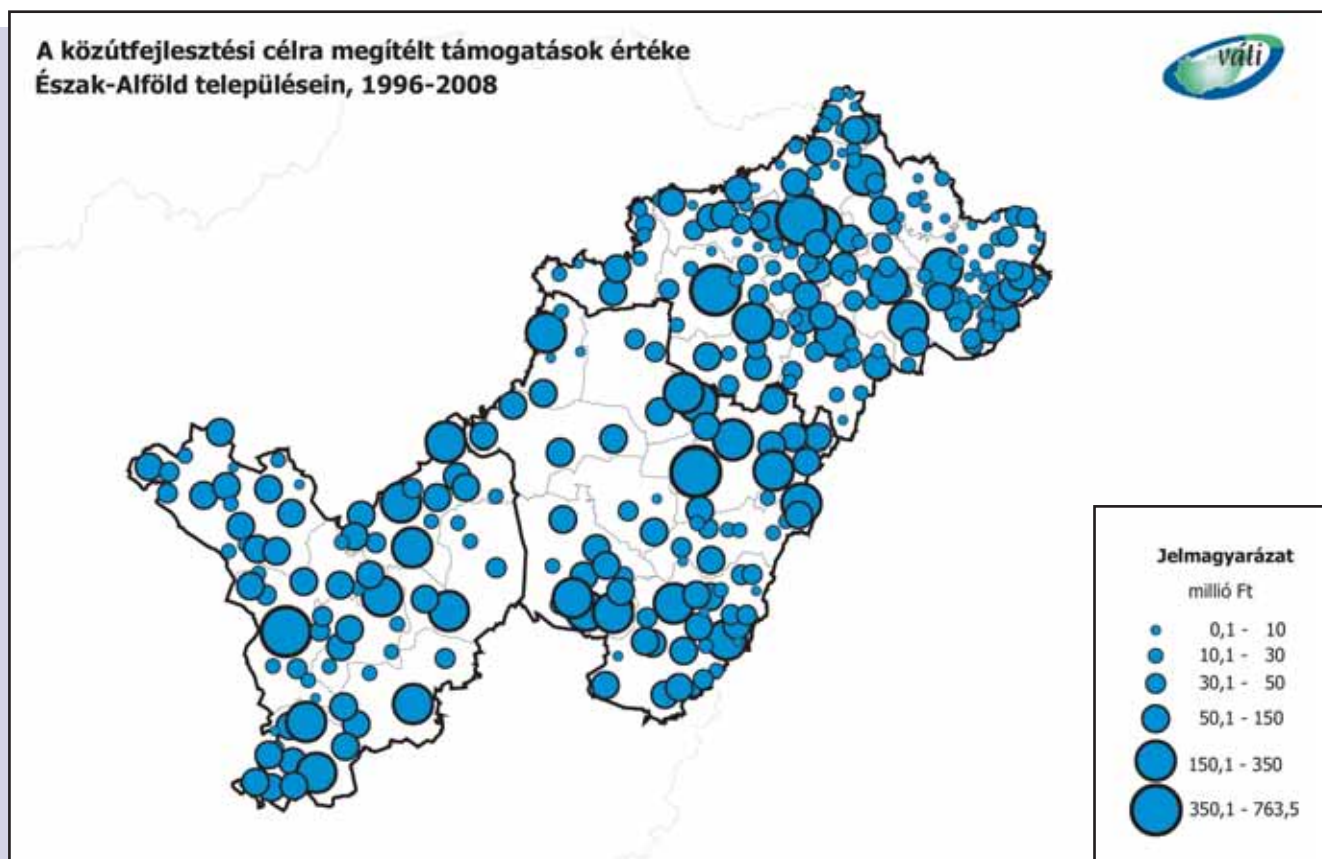 A közútfejlesztési célra megítélt támogatások értéke
Észak-Alföld településein, 1996-2008
váti
Jelmagyarázat
millió Ft
0,1 - 10
10,1 - 30
30,1 - 50
50,1 - 150
150,1 - 350
350,1 - 763,5